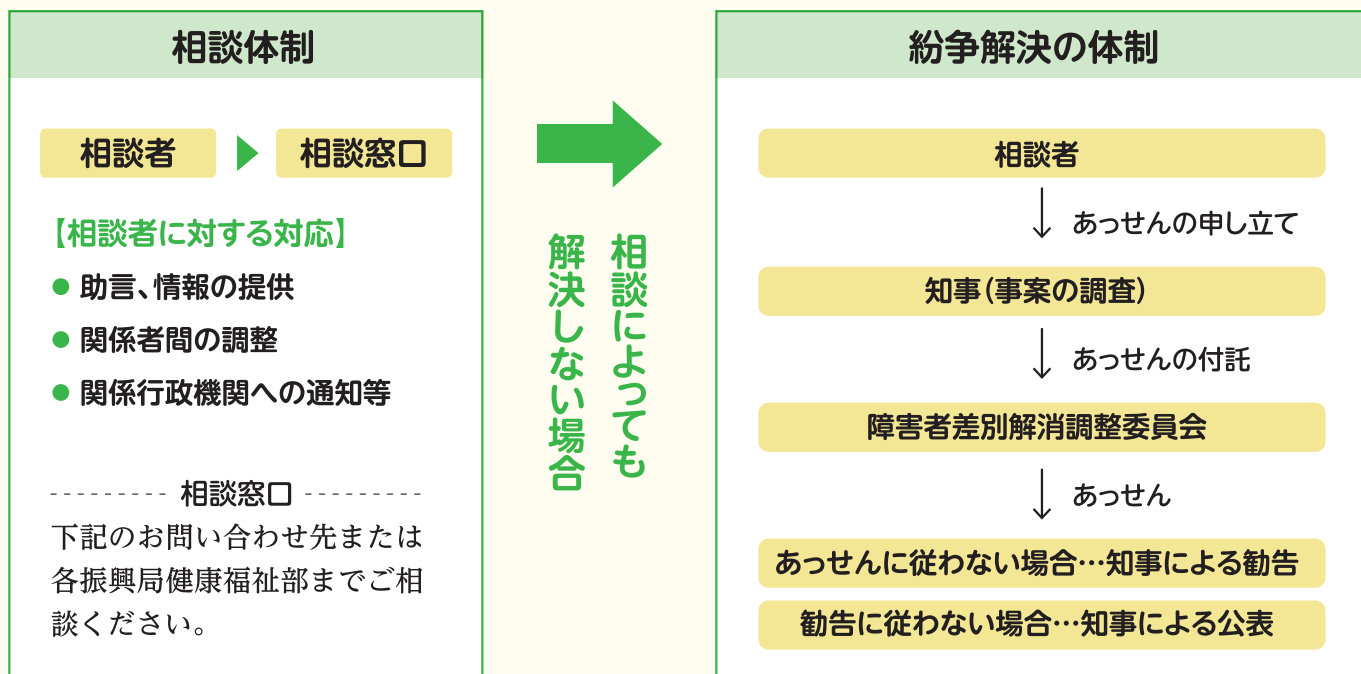 相談体制
相談者
相談窓口
【相談者に対する対応】
● 助言、情報の提供
● 関係者間の調整
● 関係行政機関への通知等
相談窓口
下記のお問い合わせ先または
各振興局健康福祉部までご相
談ください。
相談によっても
解決しない場合
紛争解決の体制
相談者
あっせんの申し立て
知事(事案の調査)
あっせんの付託
障害者差別解消調整委員会
あっせん
あっせんに従わない場合…知事による勧告
勧告に従わない場合…知事による公表